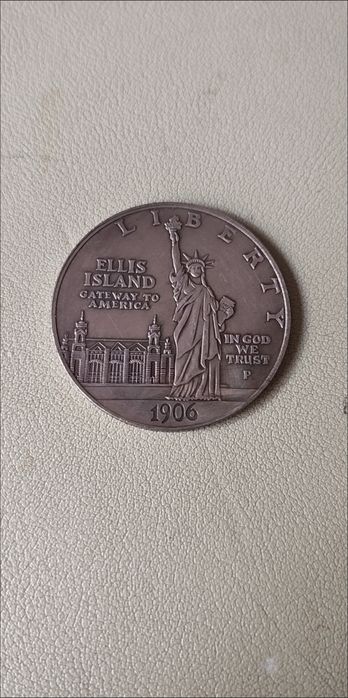 LIBERTY
ELLIS
ISLAND
GATEWAY TO
AMERICA
IN GOD
WE
TRUST
P
1906